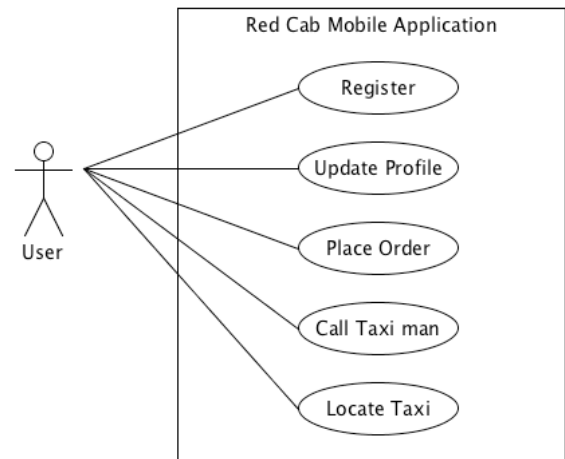 Red Cab Mobile Application
Register
Update Profile
Place Order
User
Call Taxi man
Locate Taxi